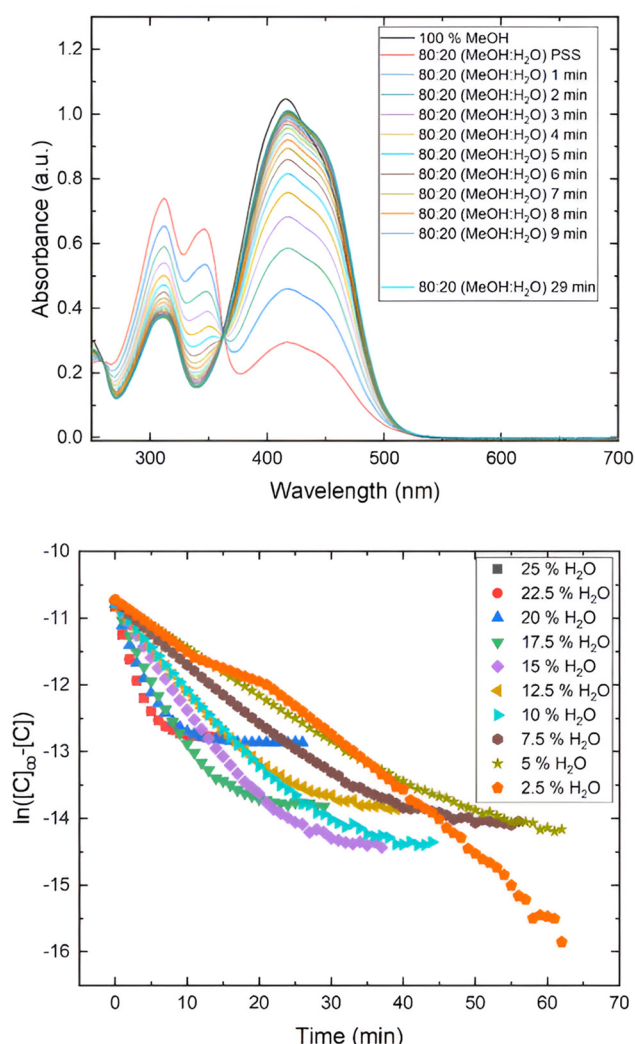 1.2
1.0
0.8
0.6
0.4
0.2
0.0
Absorbance (a.u.)
100 % MeOH
80:20 (MeOH:H₂O) PSS
80:20 (MeOH:H₂O) 1 min
80:20 (MeOH:H₂O) 2 min
80:20 (MeOH:H₂O) 3 min
80:20 (MeOH:H₂O) 4 min
80:20 (MeOH:H₂O) 5 min
80:20 (MeOH:H₂O) 6 min
80:20 (MeOH:H₂O) 7 min
80:20 (MeOH:H₂O) 8 min
80:20 (MeOH:H₂O) 9 min
80:20 (MeOH:H₂O) 29 min
300 400 500 600 700
Wavelength (nm)
-10
-11
-12
-13
-14
-15
-16
ln([C]∞-[C])
25 % H₂O
22.5 % H₂O
20 % H₂O
17.5 % H₂O
15 % H₂O
12.5 % H₂O
10 % H₂O
7.5 % H₂O
5 % H₂O
2.5 % H₂O
0 10 20 30 40 50 60 70
Time (min)